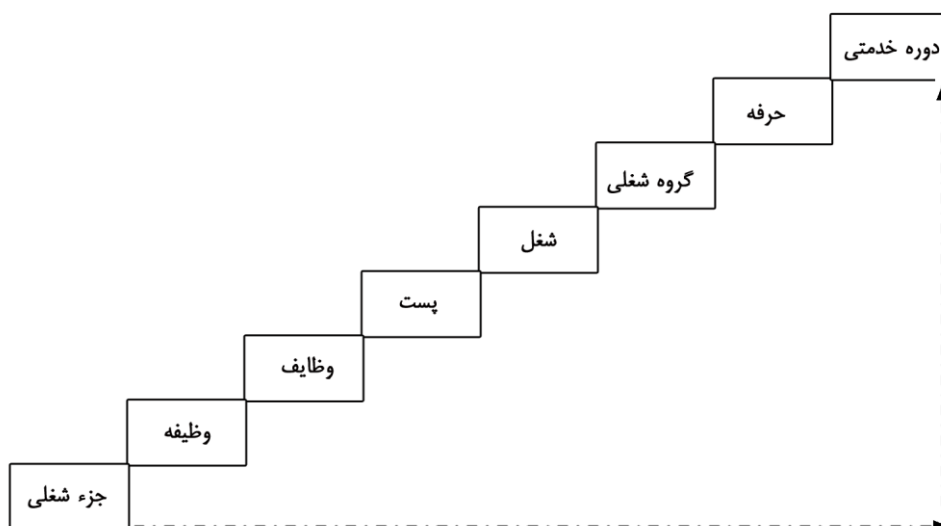 دوره خدمتی
حرفه
گروه شغلی
شغل
پست
وظایف
وظیفه
جزء شغلی